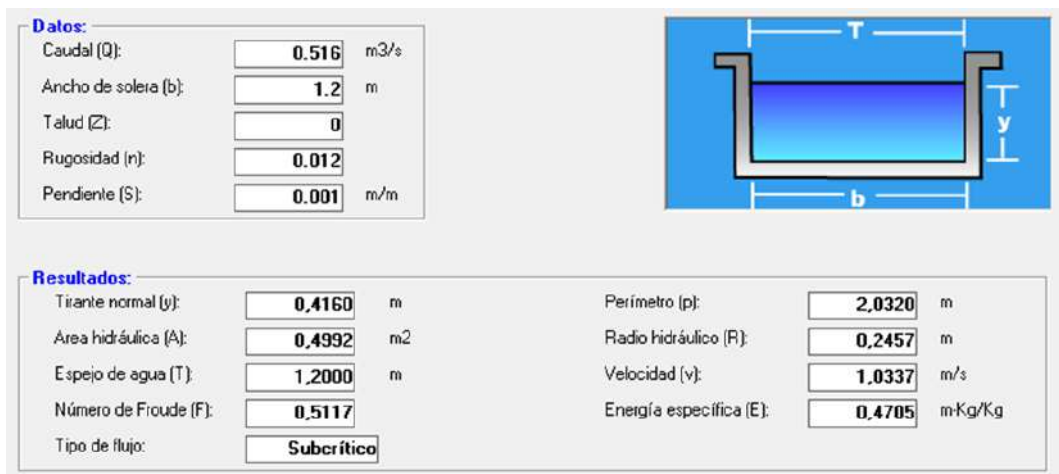 Datos:
Caudal (Q): 0.516 m3/s
Ancho de solera (b): 1.2 m
Talud (Z): 0
Rugosidad (n): 0.012
Pendiente (S): 0.001 m/m
T
y
b
Resultados:
Tirante normal (y): 0,4160 m Perímetro (p): 2,0320 m
Area hidráulica (A): 0,4992 m2 Radio hidráulico (R): 0,2457 m
Espejo de agua (T): 1,2000 m Velocidad (v): 1,0337 m/s
Número de Froude (F): 0,5117 Energía específica (E): 0,4705 m-Kg/Kg
Tipo de flujo: Subcrítico